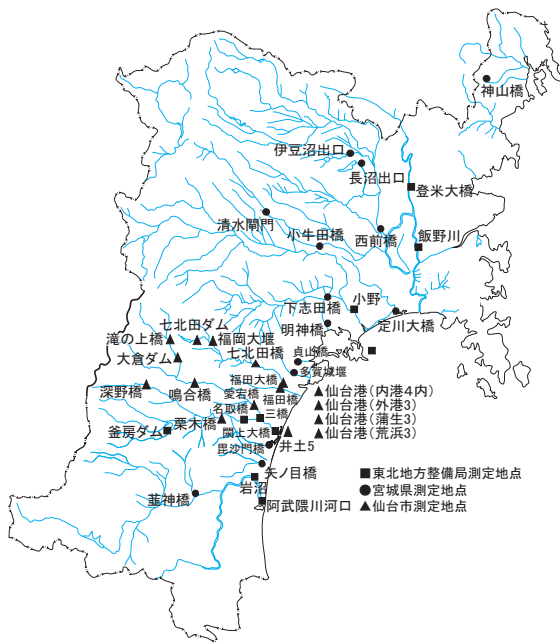 神山橋
伊豆沼出口
長沼出口
登米大橋
清水閘門
小牛田橋
西前橋
飯野川
下志田橋
小野
明神橋
定川大橋
七北田ダム
滝の上橋
福岡大堰
大倉ダム
七北田橋
貞山橋
多賀城堰
深野橋
鳴合橋
福田大橋
愛宕橋
福田橋
仙台港(内港4内)
名取橋
仙台港(外港3)
栗木橋
三橋
仙台港(蒲生3)
釜房ダム
閖上大橋
仙台港(荒浜3)
井土5
毘沙門橋
矢ノ目橋
東北地方整備局測定地点
岩沼
宮城県測定地点
韮神橋
阿武隈川河口
仙台市測定地点